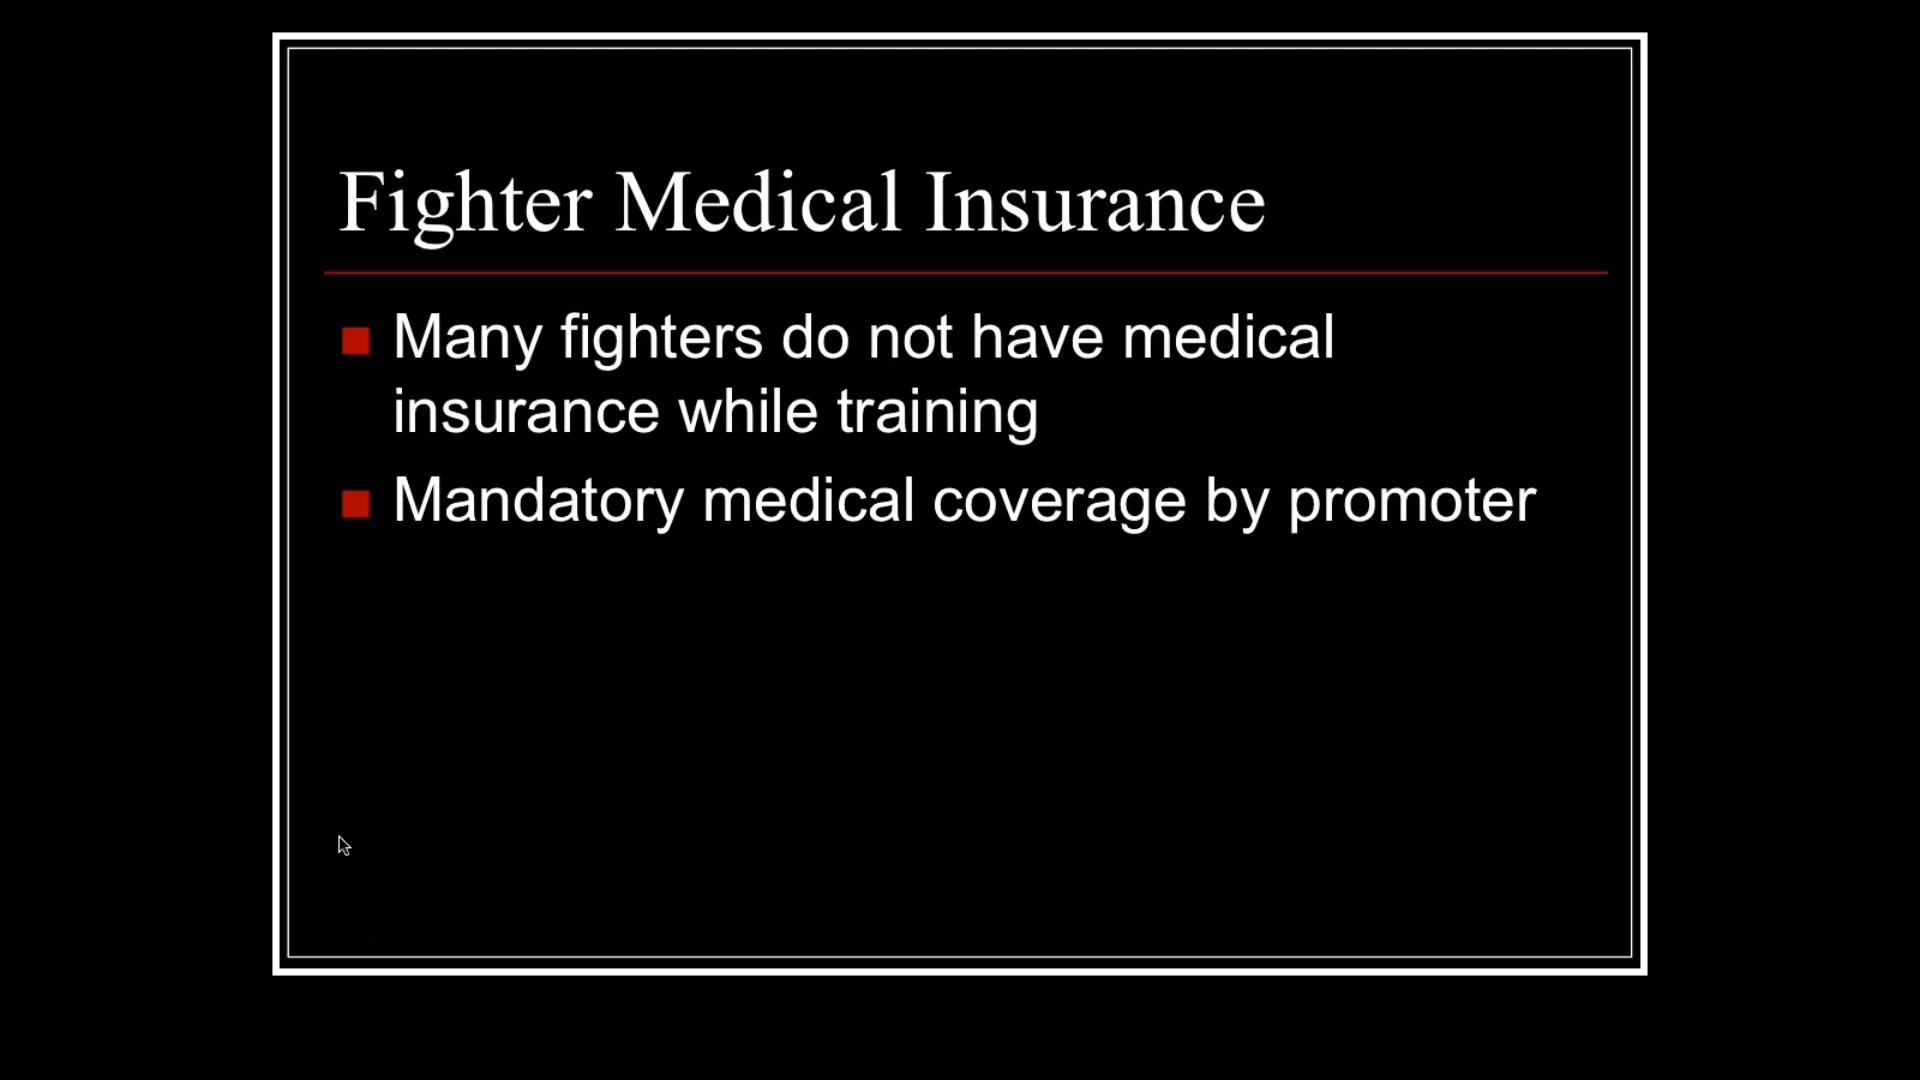 Fighter Medical Insurance
Many fighters do not have medical
insurance while training
Mandatory medical coverage by promoter